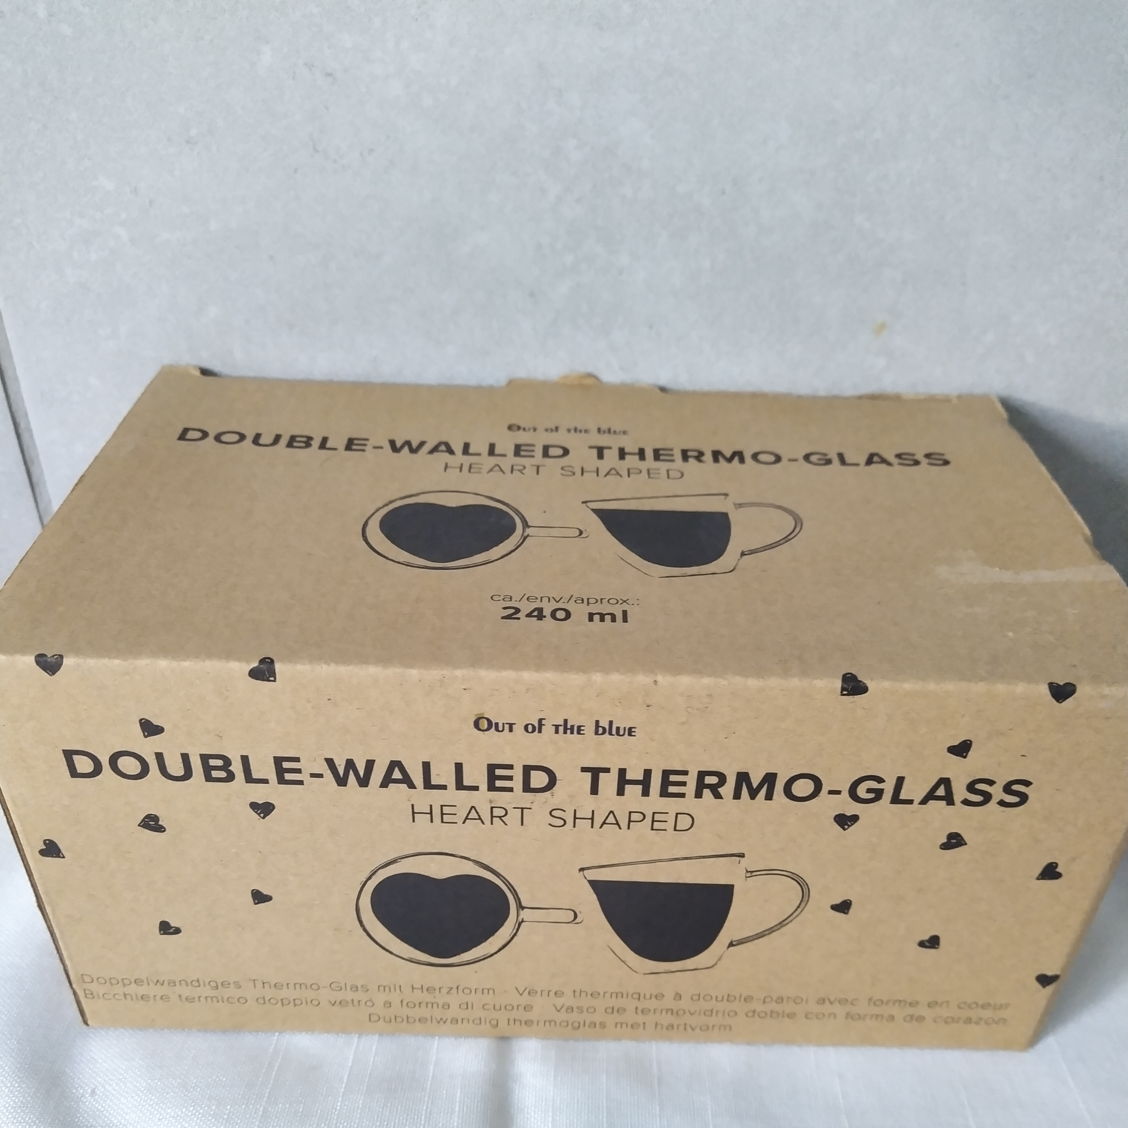 Out of the blue
DOUBLE-WALLED THERMO-GLASS
HEART SHAPED
ca./env./aprox.:
240 ml
Out of the blue
DOUBLE-WALLED THERMO-GLASS
HEART SHAPED
Doppelwandiges Thermo-Glas mit Herzform - Verre thermique à double-paroi avec forme en coeur
Bicchiere termico doppio vetro a forma di cuore Vaso de termovidrio doble con forma de corazón
Dubbelwandig thermoglas met hartvorm